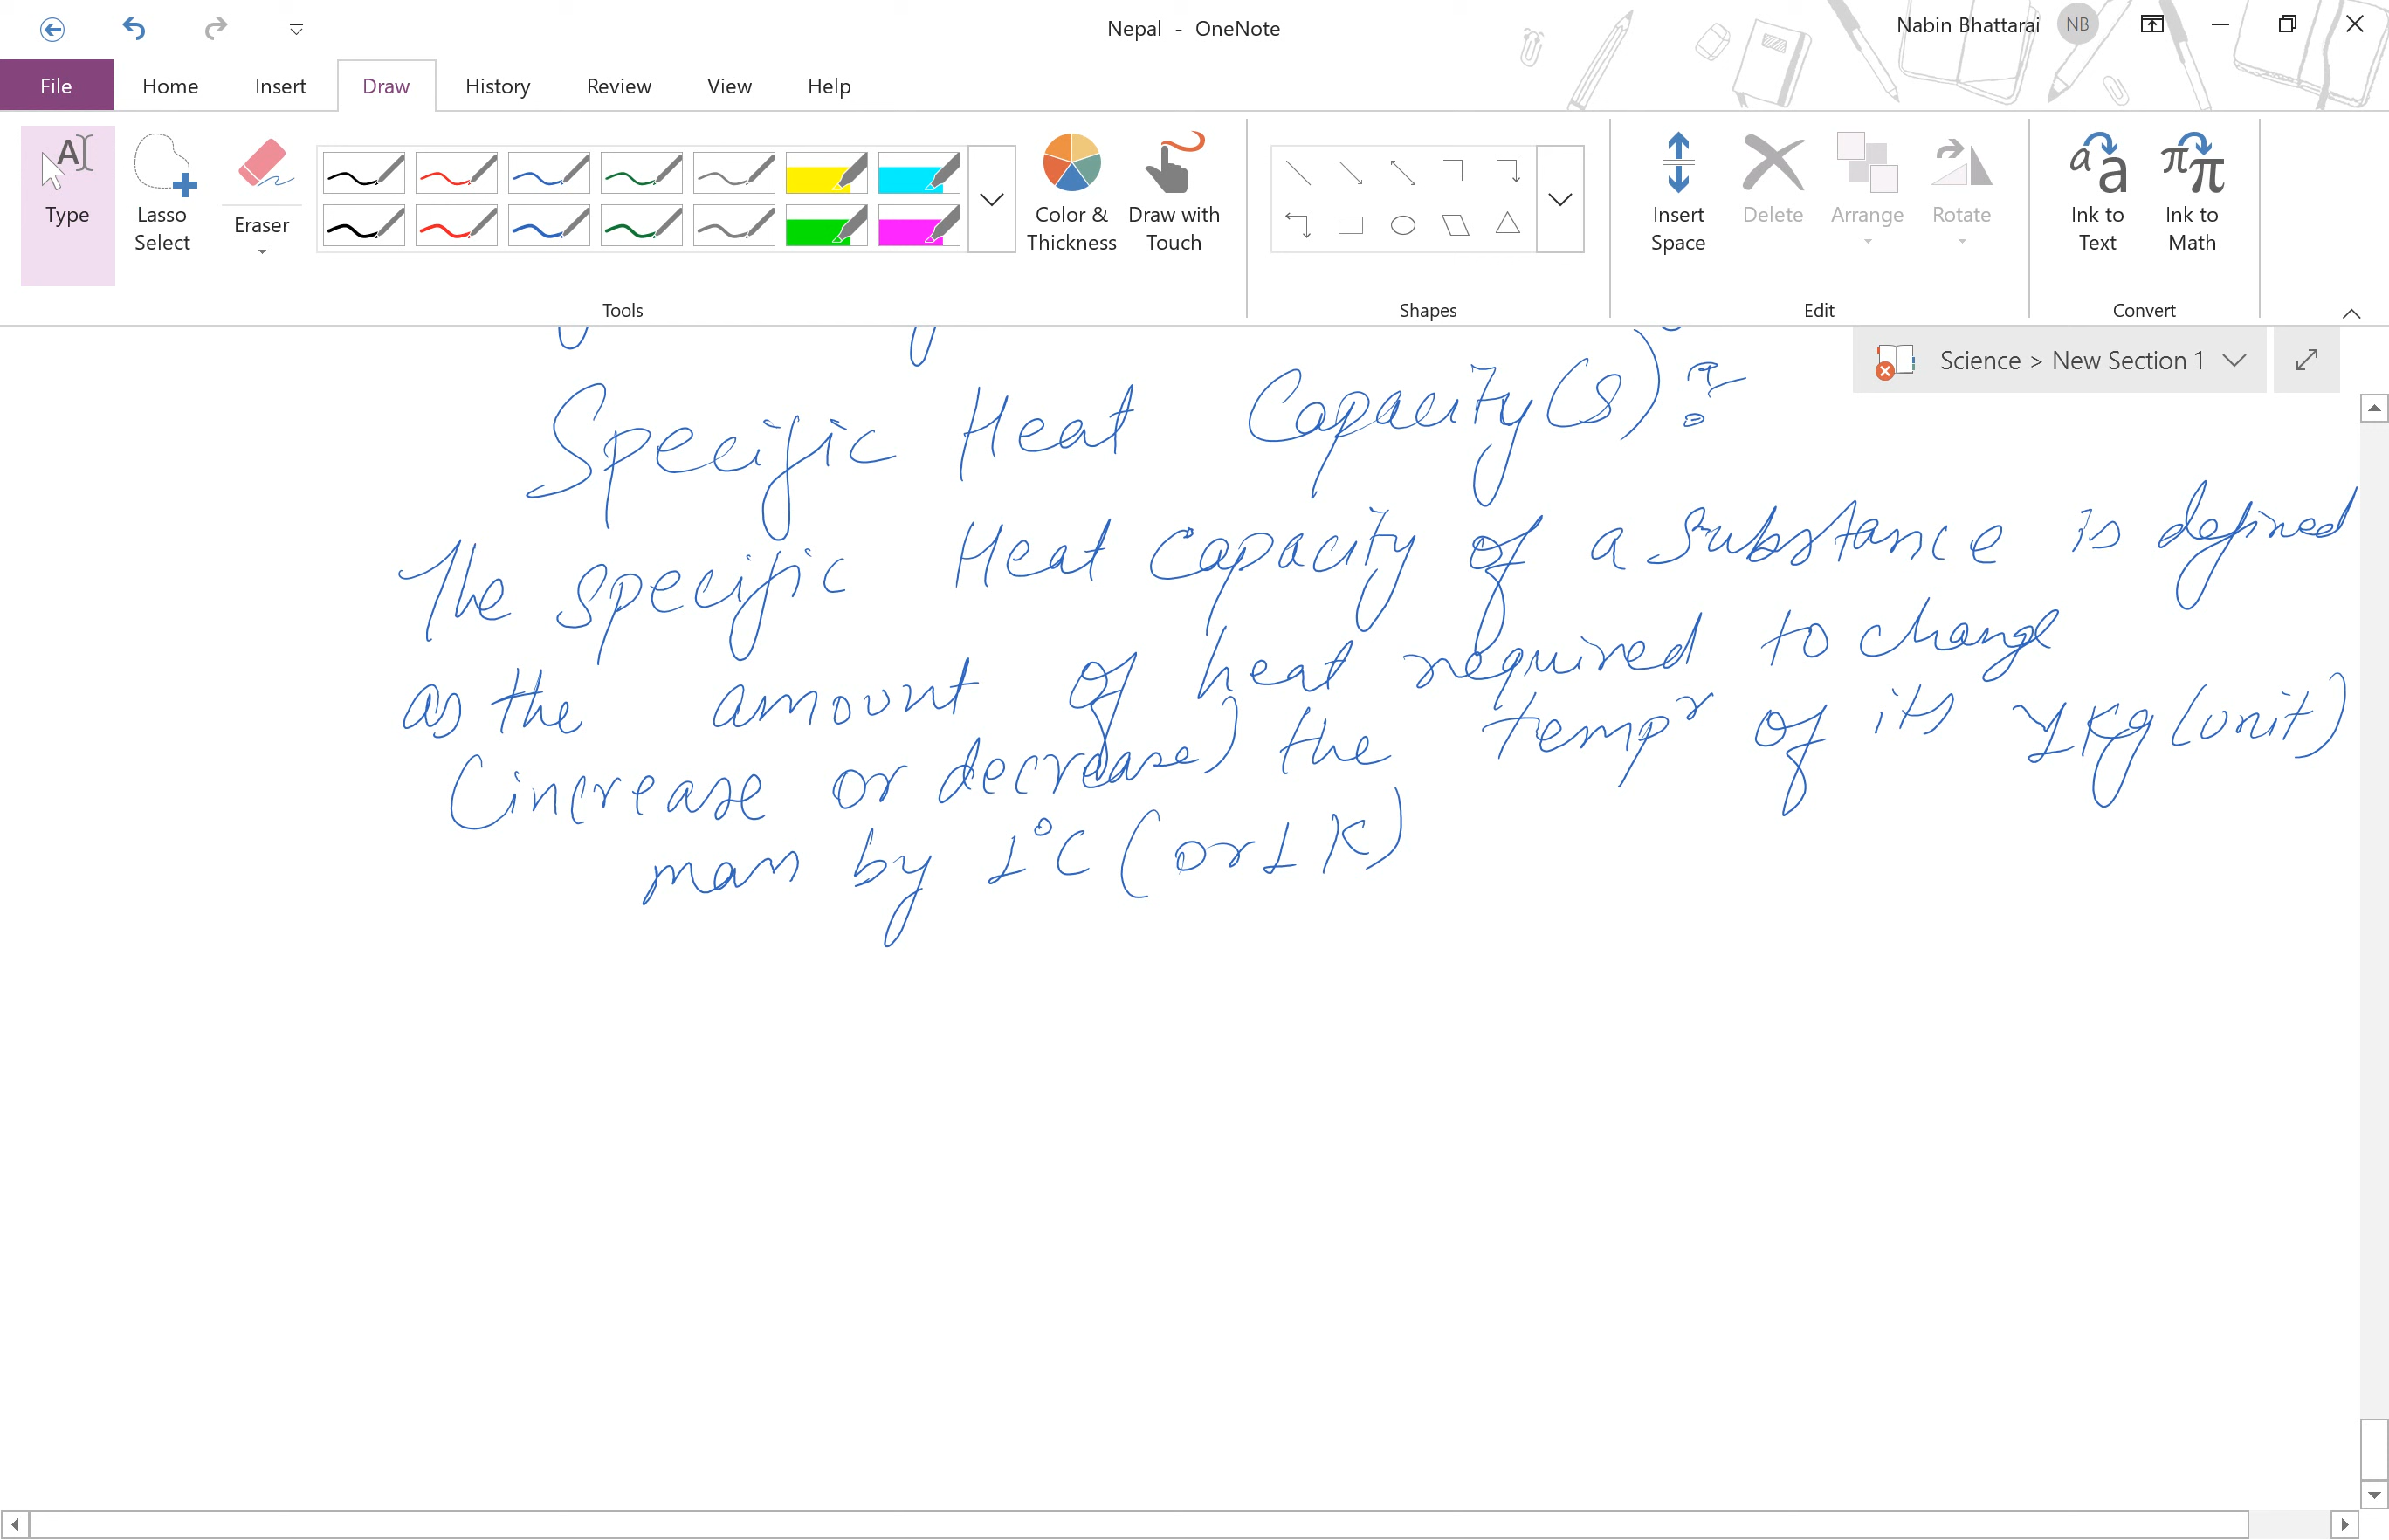 Nepal - OneNote
Nabin Bhattarai NB
File Home Insert Draw History Review View Help
Type
Lasso Select
Eraser
Color & Thickness
Draw with Touch
Insert Space
Delete
Arrange
Rotate
Ink to Text
Ink to Math
Tools Shapes Edit Convert
Science > New Section 1
Specific Heat Capacity (s):-
The specific Heat capacity of a substance is defined
as the amount of heat required to change
(increase or decrease) the tempr of its 1 Kg (unit)
mass by 1°C (or 1 K)